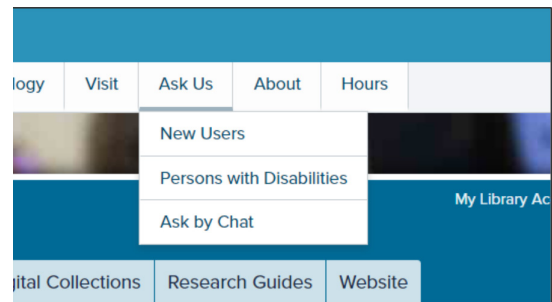 logy Visit Ask Us About Hours
New Users
Persons with Disabilities
My Library Ac
Ask by Chat
gital Collections Research Guides Website